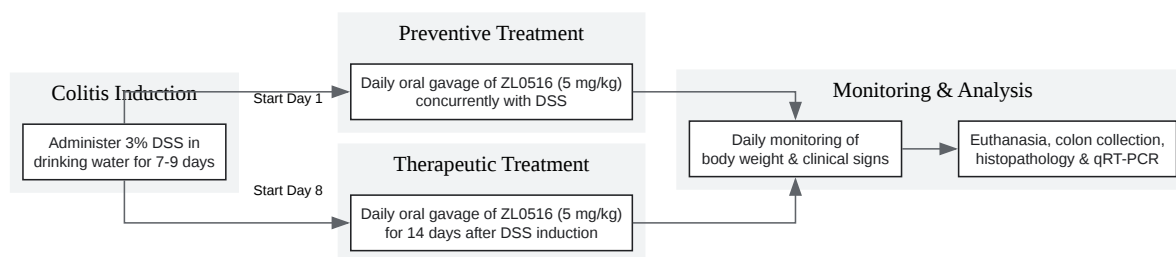 Colitis Induction
Administer 3% DSS in
drinking water for 7-9 days
Start Day 1
Start Day 8
Preventive Treatment
Daily oral gavage of ZL0516 (5 mg/kg)
concurrently with DSS
Therapeutic Treatment
Daily oral gavage of ZL0516 (5 mg/kg)
for 14 days after DSS induction
Monitoring & Analysis
Daily monitoring of
body weight & clinical signs
Euthanasia, colon collection,
histopathology & qRT-PCR